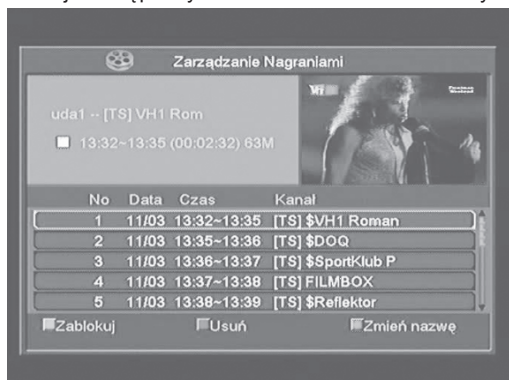 Zarządzanie Nagraniami
uda1 -- [TS] VH1 Rom
13:32~13:35 (00:02:32) 63M
No Data Czas Kanał
1 11/03 13:32~13:35 [TS] $VH1 Roman
2 11/03 13:35~13:36 [TS] $DOQ
3 11/03 13:36~13:37 [TS] $SportKlub P
4 11/03 13:37~13:38 [TS] FILMBOX
5 11/03 13:38~13:39 [TS] $Reflektor
Zablokuj Usuń Zmień nazwę